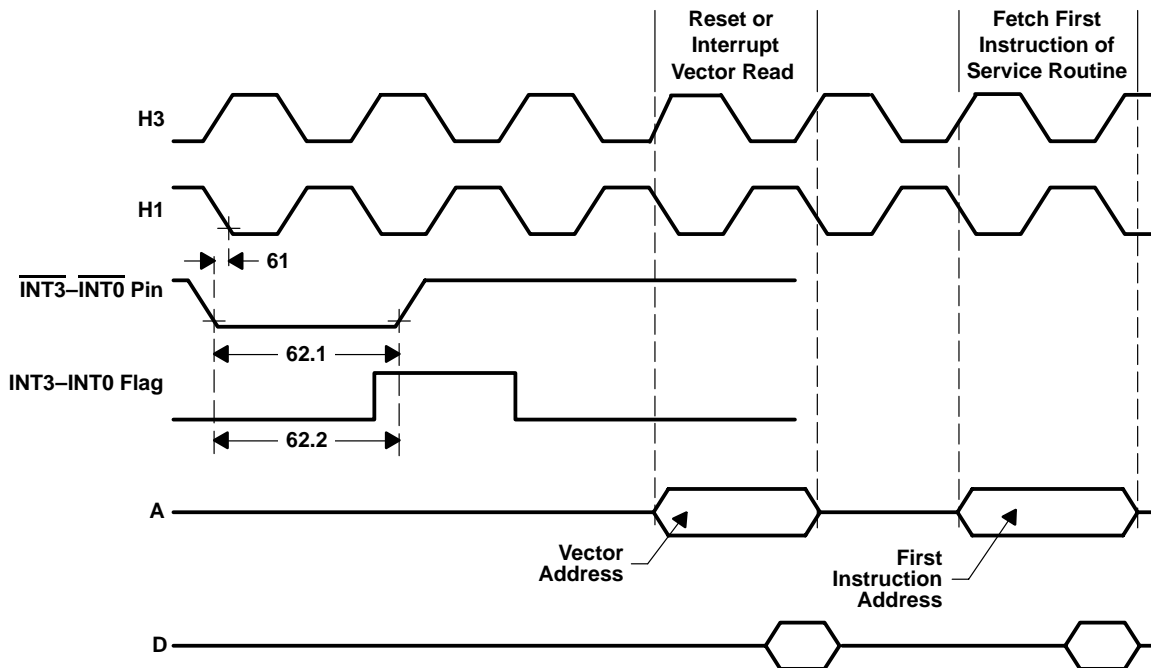 Reset or
Interrupt
Vector Read
Fetch First
Instruction of
Service Routine
H3
H1
61
INT3–INT0 Pin
62.1
INT3–INT0 Flag
62.2
A
Vector
Address
First
Instruction
Address
D